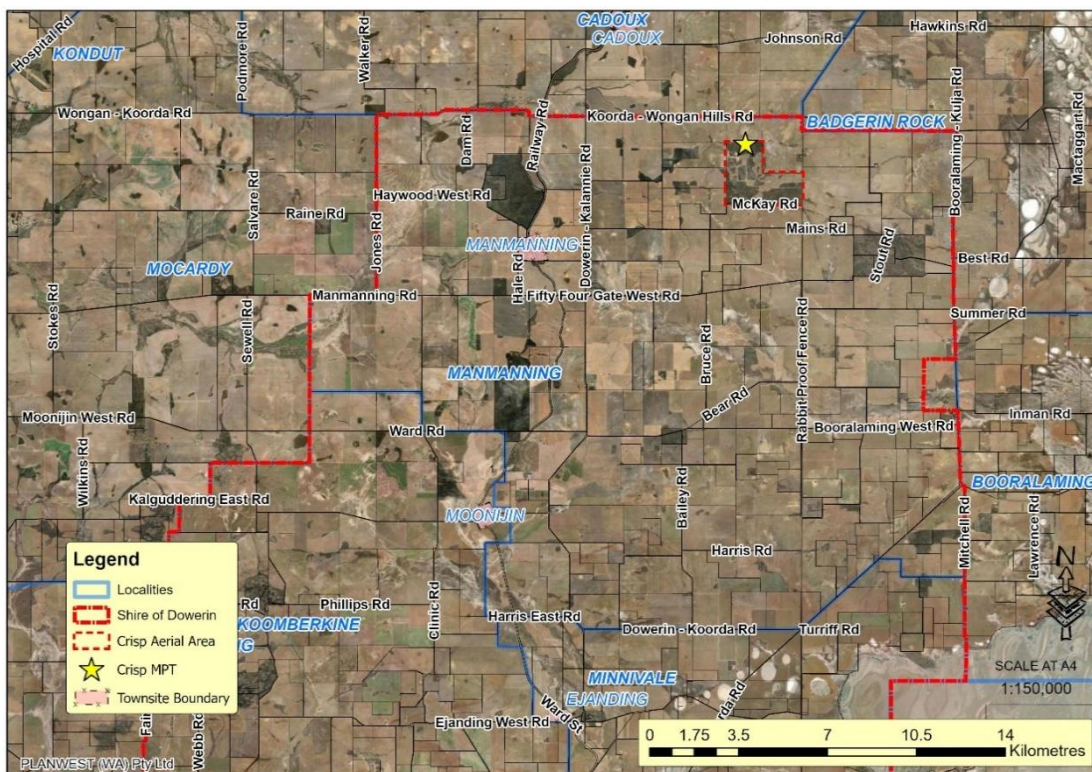 CADOUX
CADOUX
Hawkins Rd
Johnson Rd
Hospital Rd
KONDUT
Podmore Rd
Walker Rd
Wongan - Koorda Rd
Railway Rd
Koorda - Wongan Hills Rd
BADGERIN ROCK
Booralaming - Kulja Rd
Mactaggart Rd
Dam Rd
Haywood West Rd
Dowerin - Kalannie Rd
McKay Rd
Salvare Rd
Raine Rd
Jones Rd
Mains Rd
MANMANNING
Stout Rd
Best Rd
MOCARDY
Hale Rd
Manmanning Rd
Fifty Four Gate West Rd
Summer Rd
Stokes Rd
Sewell Rd
Bruce Rd
Rabbit Proof Fence Rd
MANMANNING
Bear Rd
Moonijin West Rd
Ward Rd
Booralaming West Rd
Inman Rd
Wilkins Rd
Kalguddering East Rd
Bailey Rd
BOORALAMING
MOONIJIN
Mitchell Rd
Lawrence Rd
Harris Rd
Legend
Localities
Shire of Dowerin
Crisp Aerial Area
Crisp MPT
Townsite Boundary
Rd
Phillips Rd
Clinic Rd
Harris East Rd
KOOMBERKINE
NG
Dowerin - Koorda Rd
Turriff Rd
N
SCALE AT A4
1:150,000
MINNIVALE
EJANDING
Ejanding West Rd
Ward St
rda Rd
Fair
Webb Rd
0 1.75 3.5 7 10.5 14
Kilometres
PLANWEST (WA) Pty Ltd